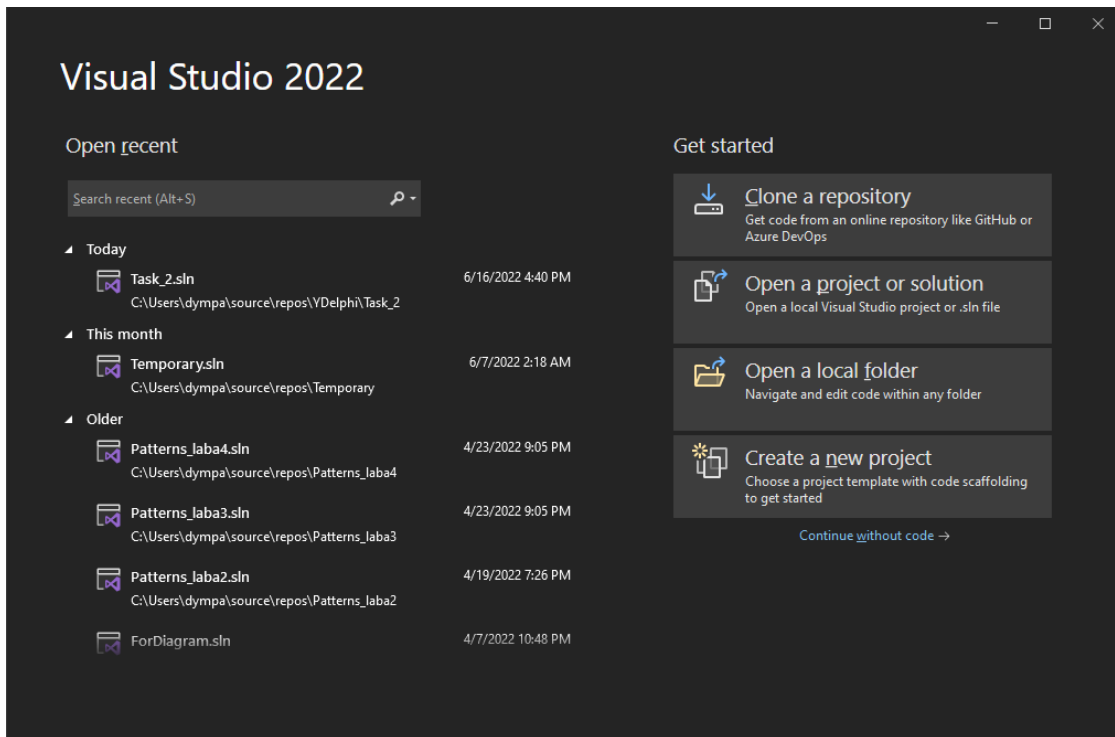 Visual Studio 2022
Open recent
Search recent (Alt+S)
Today
Task_2.sln 6/16/2022 4:40 PM
C:\Users\dympa\source\repos\YDelphi\Task_2
This month
Temporary.sln 6/7/2022 2:18 AM
C:\Users\dympa\source\repos\Temporary
Older
Patterns_laba4.sln 4/23/2022 9:05 PM
C:\Users\dympa\source\repos\Patterns_laba4
Patterns_laba3.sln 4/23/2022 9:05 PM
C:\Users\dympa\source\repos\Patterns_laba3
Patterns_laba2.sln 4/19/2022 7:26 PM
C:\Users\dympa\source\repos\Patterns_laba2
ForDiagram.sln 4/7/2022 10:48 PM
Get started
Clone a repository
Get code from an online repository like GitHub or
Azure DevOps
Open a project or solution
Open a local Visual Studio project or .sln file
Open a local folder
Navigate and edit code within any folder
Create a new project
Choose a project template with code scaffolding
to get started
Continue without code →